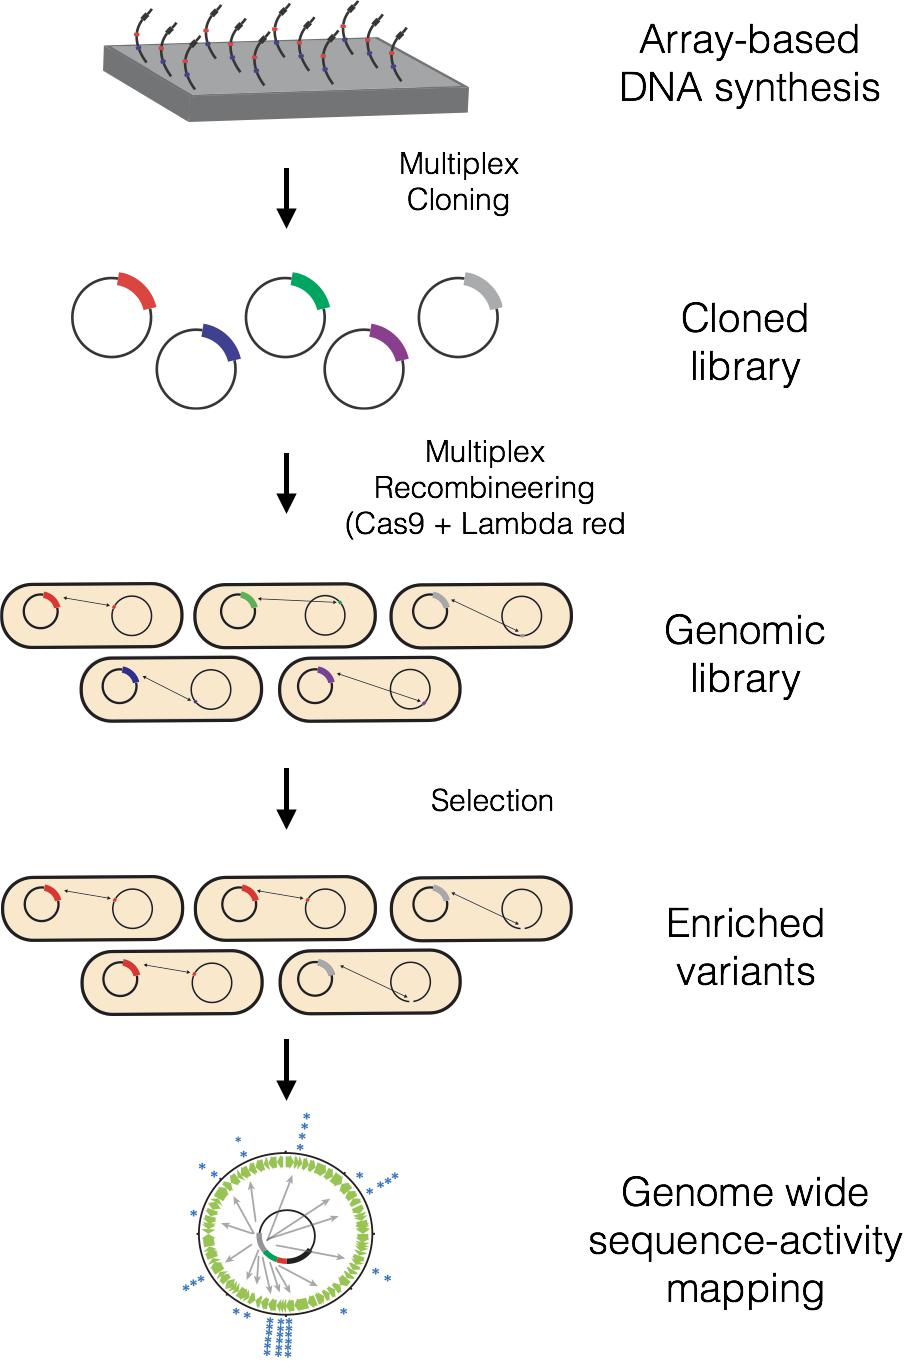 Array-based
DNA synthesis
Multiplex
Cloning
Cloned
library
Multiplex
Recombineering
(Cas9 + Lambda red
Genomic
library
Selection
Enriched
variants
Genome wide
sequence-activity
mapping